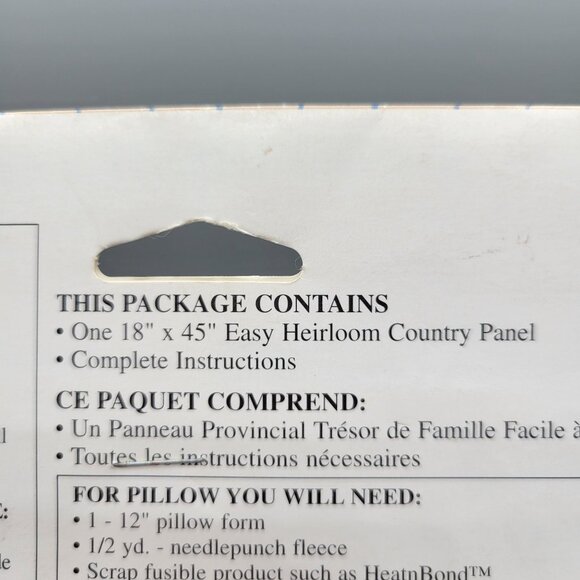 THIS PACKAGE CONTAINS
• One 18" x 45" Easy Heirloom Country Panel
• Complete Instructions
CE PAQUET COMPREND:
• Un Panneau Provincial Trésor de Famille Facile à
• Toutes les instructions nécessaires
FOR PILLOW YOU WILL NEED:
• 1 - 12" pillow form
• 1/2 yd. - needlepunch fleece
• Scrap fusible product such as HeatnBond™